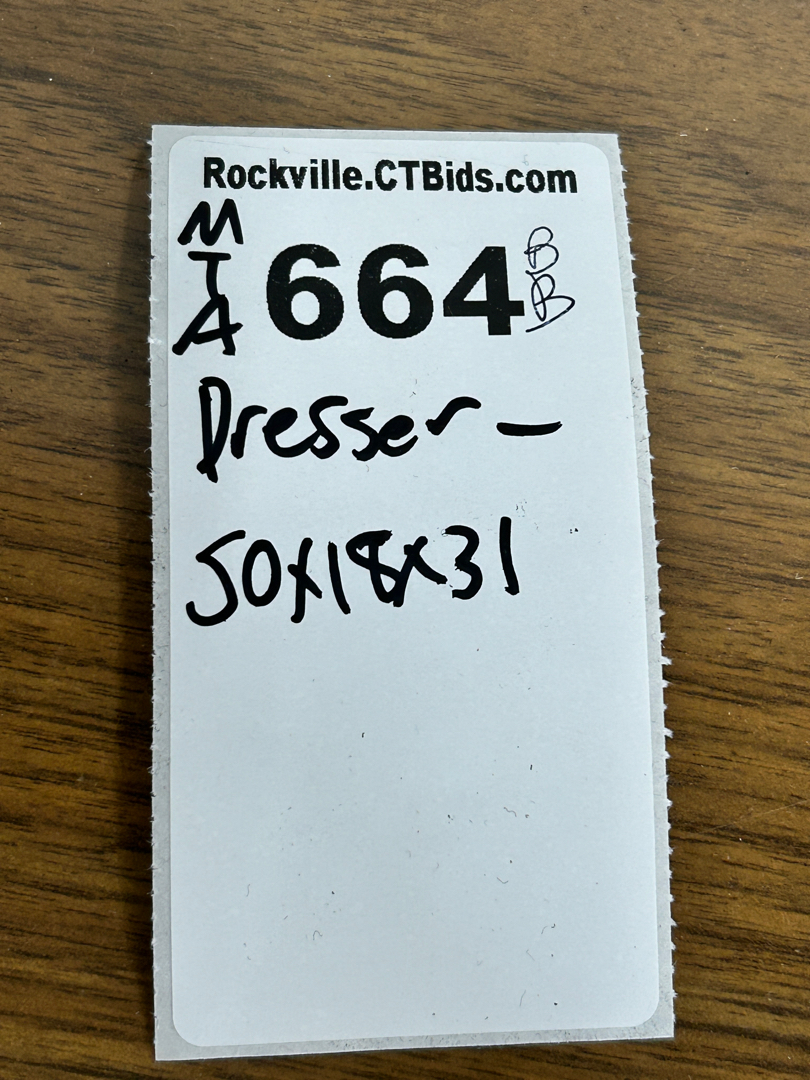 Rockville.CTBids.com
MTA
664
BB
Dresser -
50x18x31